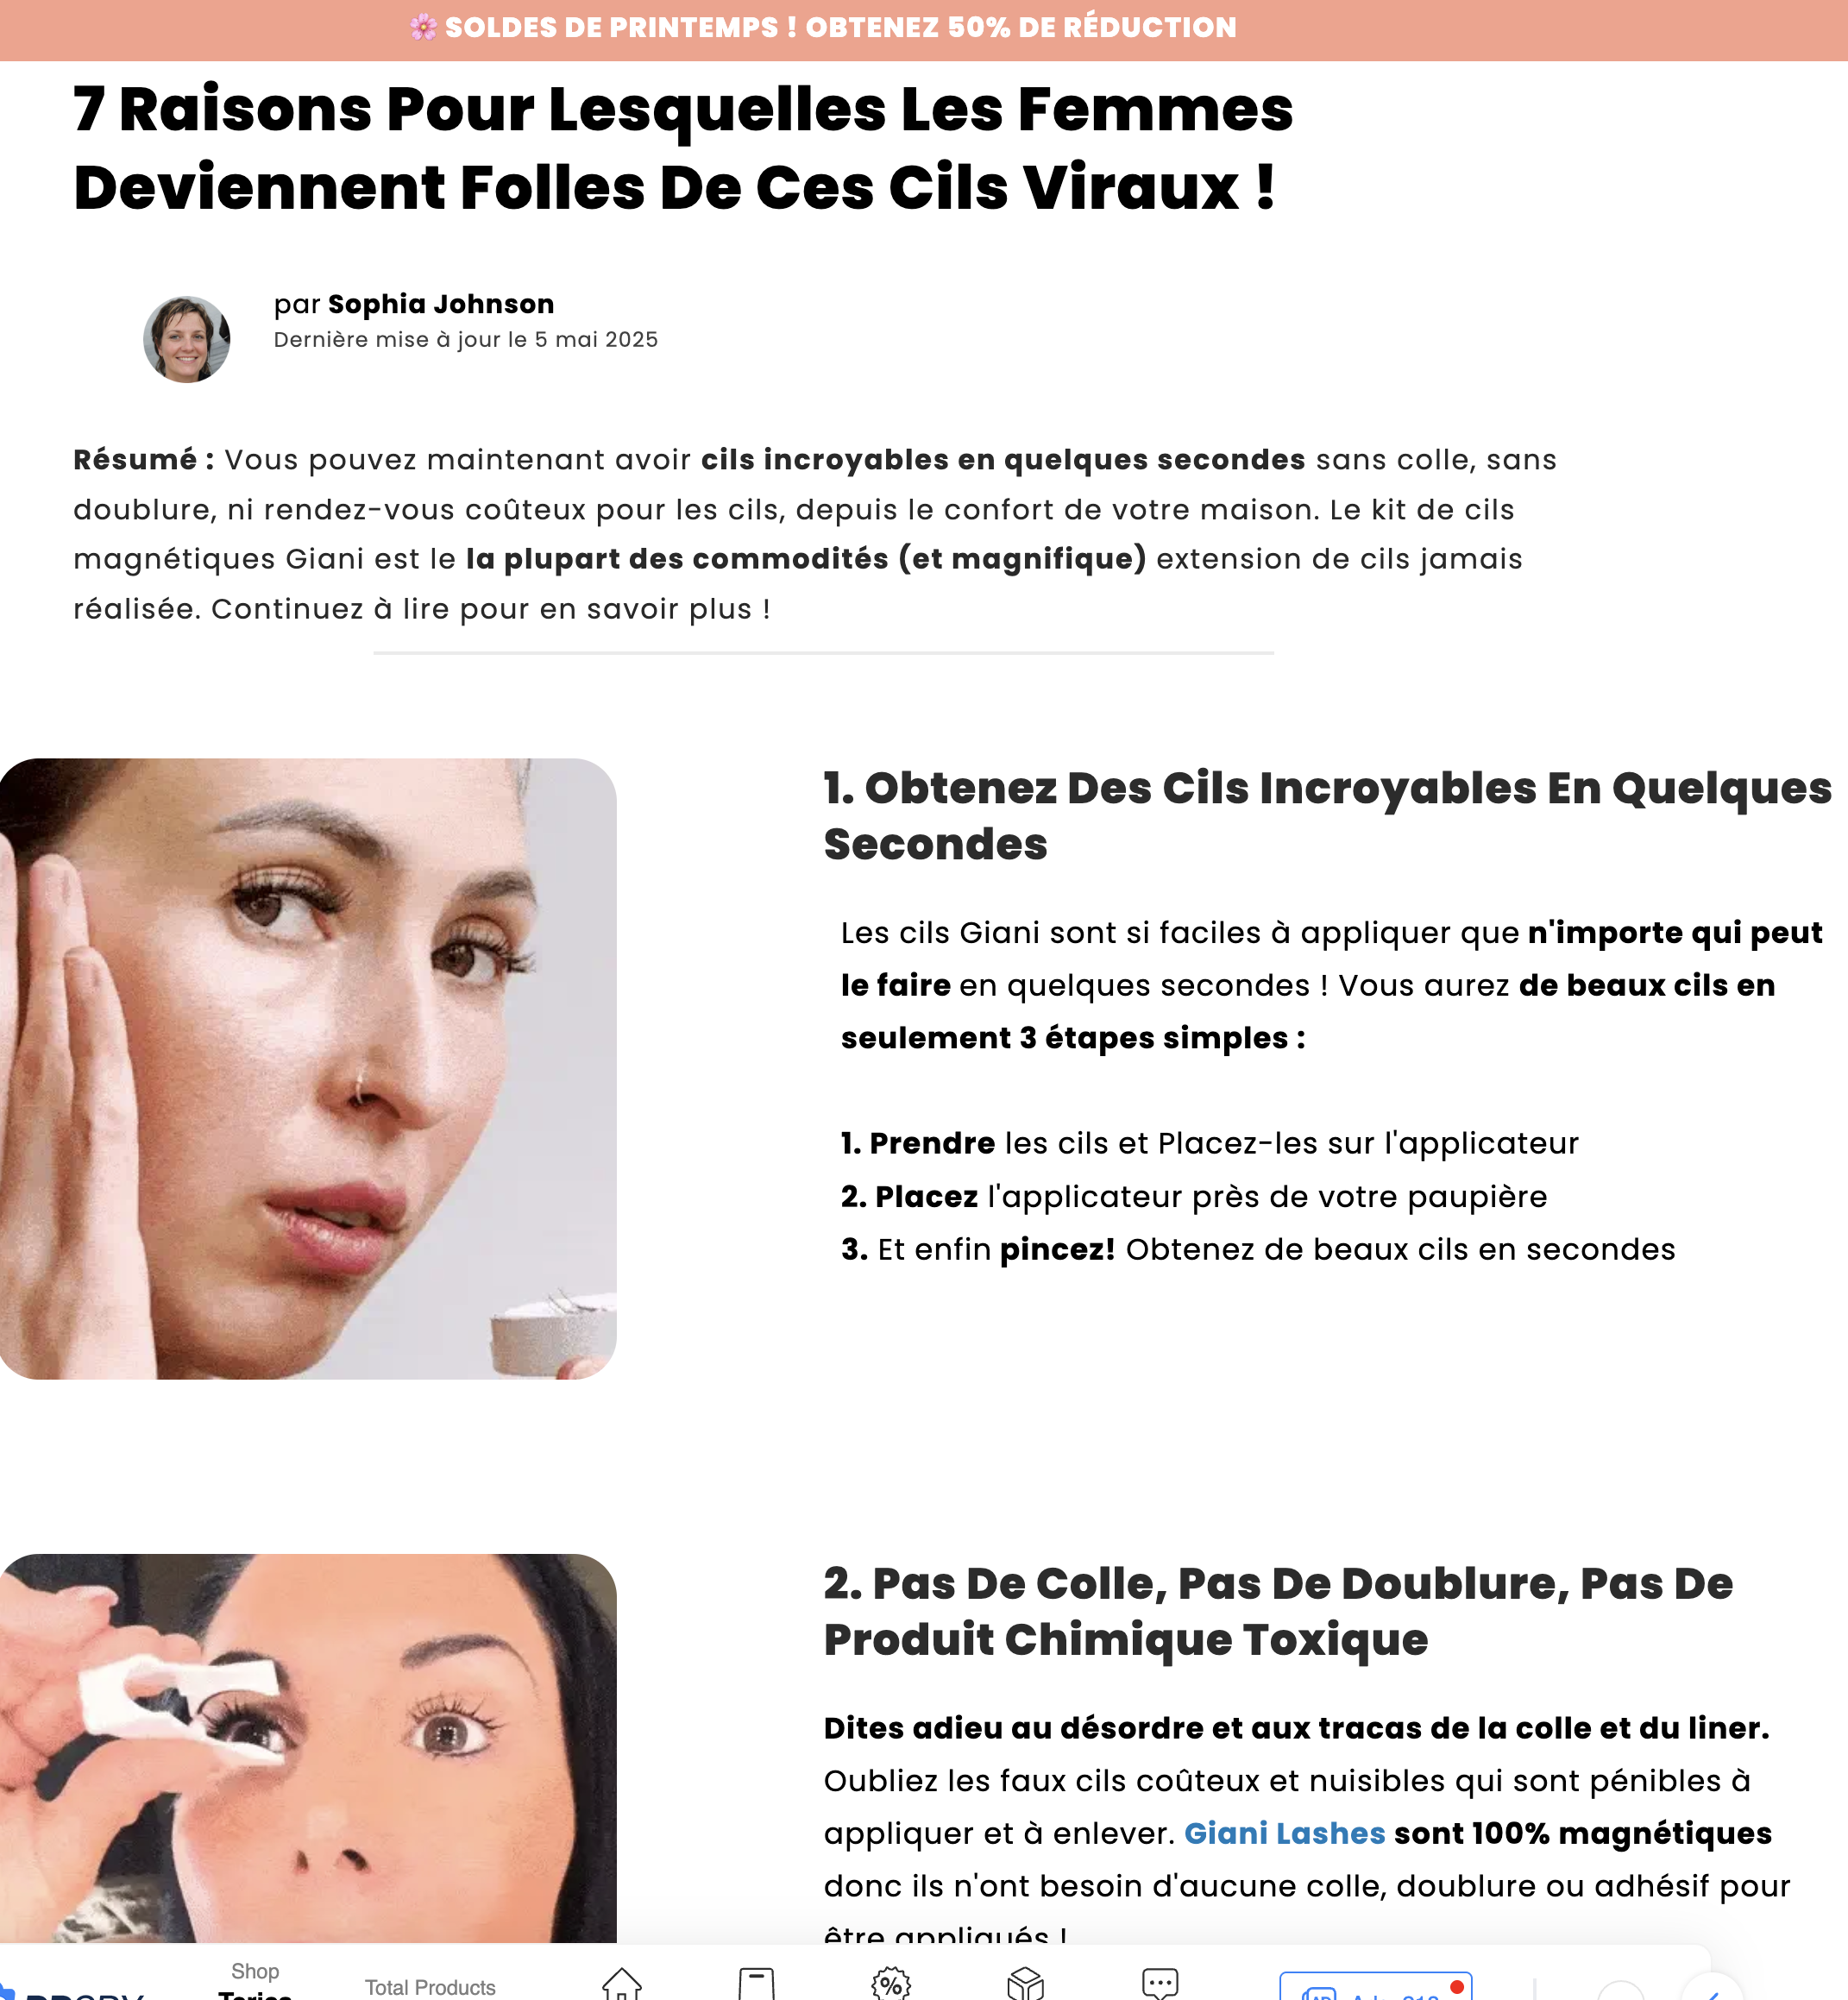 🌸 SOLDES DE PRINTEMPS ! OBTENEZ 50% DE RÉDUCTION
7 Raisons Pour Lesquelles Les Femmes
Deviennent Folles De Ces Cils Viraux !
par Sophia Johnson
Dernière mise à jour le 5 mai 2025
Résumé : Vous pouvez maintenant avoir cils incroyables en quelques secondes sans colle, sans
doublure, ni rendez-vous coûteux pour les cils, depuis le confort de votre maison. Le kit de cils
magnétiques Giani est le la plupart des commodités (et magnifique) extension de cils jamais
réalisée. Continuez à lire pour en savoir plus !
1. Obtenez Des Cils Incroyables En Quelques
Secondes
Les cils Giani sont si faciles à appliquer que n'importe qui peut
le faire en quelques secondes ! Vous aurez de beaux cils en
seulement 3 étapes simples :
1. Prendre les cils et Placez-les sur l'applicateur
2. Placez l'applicateur près de votre paupière
3. Et enfin pincez! Obtenez de beaux cils en secondes
2. Pas De Colle, Pas De Doublure, Pas De
Produit Chimique Toxique
Dites adieu au désordre et aux tracas de la colle et du liner.
Oubliez les faux cils coûteux et nuisibles qui sont pénibles à
appliquer et à enlever. Giani Lashes sont 100% magnétiques
donc ils n'ont besoin d'aucune colle, doublure ou adhésif pour
être appliqués !
Shop
Total Products